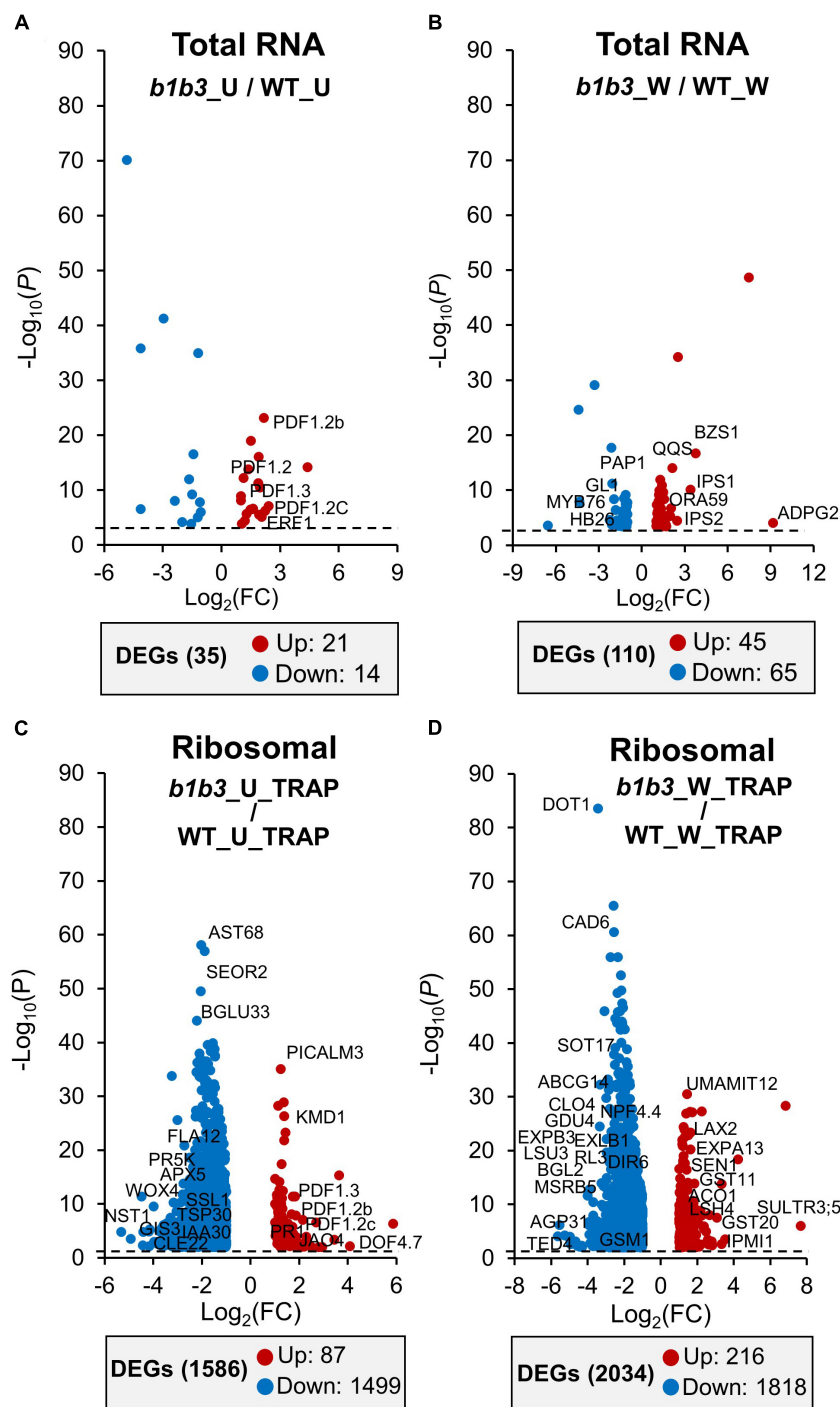 A
Total RNA
b1b3_U / WT_U
90
80
70
60
50
40
30
20
10
0
-Log10(P)
PDF1.2b
PDF1.2
PDF1.3
PDF1.2C
ERF1
-6
-3
0
3
6
9
Log2(FC)
DEGs (35)
Up: 21
Down: 14
B
Total RNA
b1b3_W / WT_W
90
80
70
60
50
40
30
20
10
0
-Log10(P)
BZS1
QQS
PAP1
IPS1
GL1
ORA59
MYB76
HB26
IPS2
ADPG2
-9
-6
-3
0
3
6
9
12
Log2(FC)
DEGs (110)
Up: 45
Down: 65
C
Ribosomal
b1b3_U_TRAP
/
WT_U_TRAP
90
80
70
60
50
40
30
20
10
0
-Log10(P)
AST68
SEOR2
BGLU33
PICALM3
KMD1
FLA12
PR5K
APX5
WOX4
SSL1
PDF1.3
PDF1.2b
NST1
TSP30
PDF1.2c
GIS3
IAA30
PR1
JAO4
DOF4.7
CLE22
-6
-4
-2
0
2
4
6
Log2(FC)
DEGs (1586)
Up: 87
Down: 1499
D
Ribosomal
b1b3_W_TRAP
/
WT_W_TRAP
90
80
70
60
50
40
30
20
10
0
-Log10(P)
DOT1
CAD6
SOT17
ABCG14
UMAMIT12
CLO4
NPF4.4
GDU4
LAX2
EXPB3
EXLB1
EXPA13
LSU3
RL3
DIR6
SEN1
BGL2
GST11
MSRB5
ACO1
SULTR3;5
LSH4
AGP31
GST20
TED4
GSM1
IPMI1
-8
-6
-4
-2
0
2
4
6
8
Log2(FC)
DEGs (2034)
Up: 216
Down: 1818